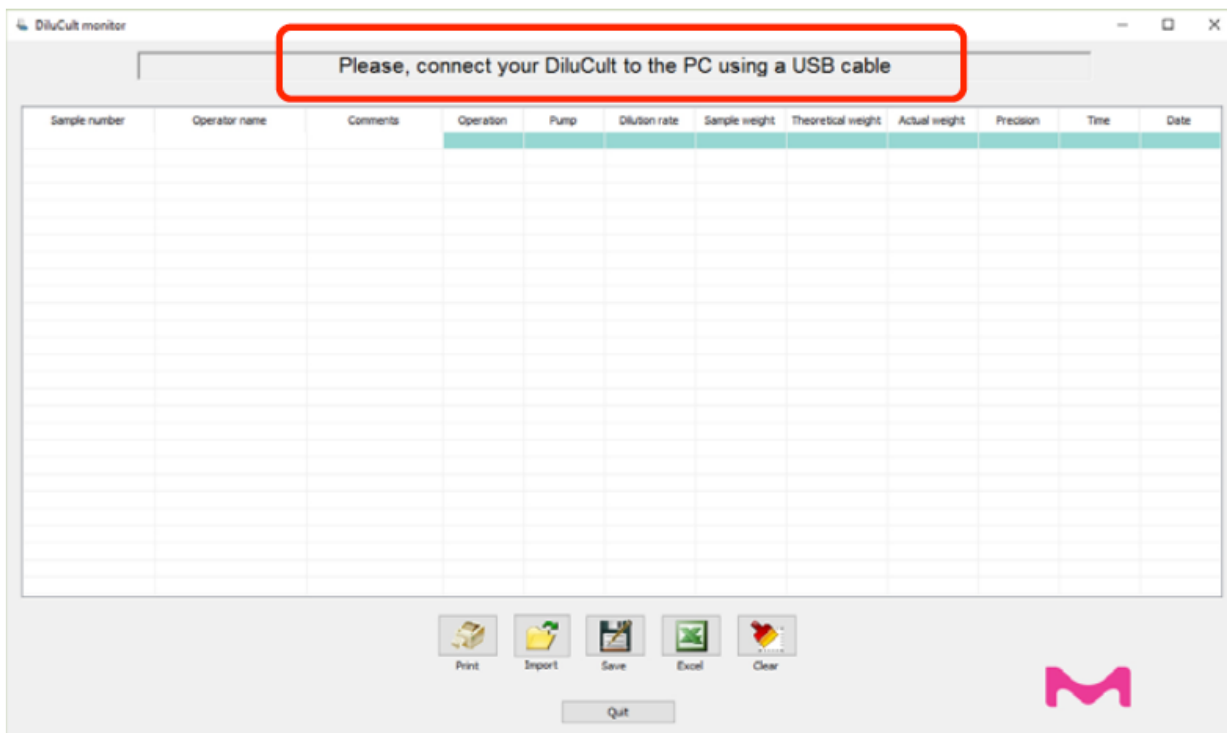 DiluCult monitor
Please, connect your DiluCult to the PC using a USB cable
Sample number Operator name Comments Operation Pump Dilution rate Sample weight Theoretical weight Actual weight Precision Time Date
Print Import Save Excel Clear
Quit